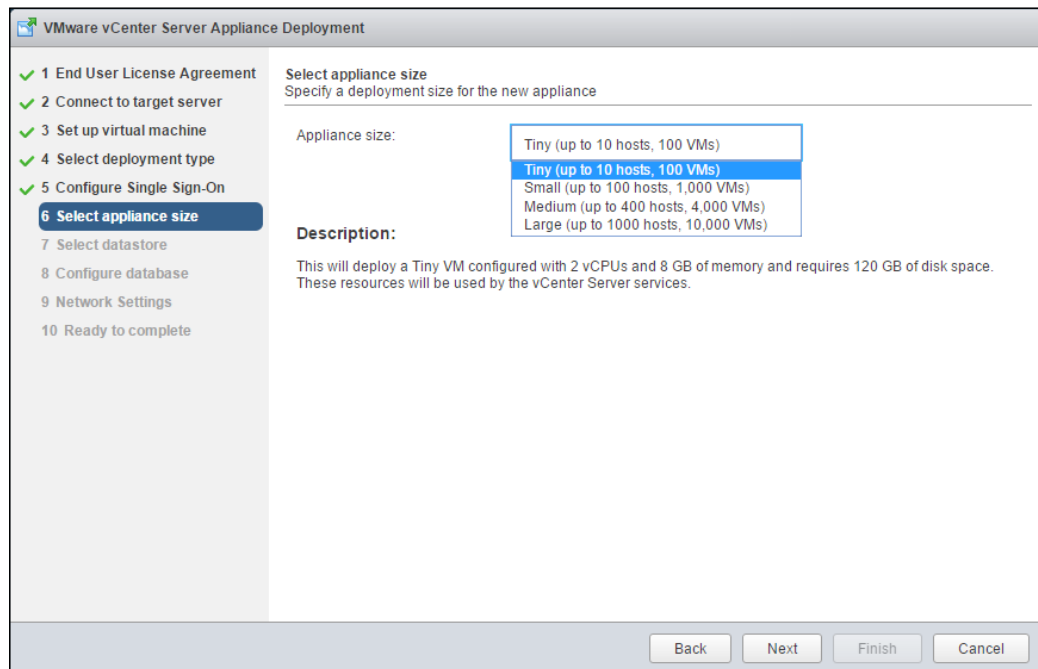 VMware vCenter Server Appliance Deployment
1 End User License Agreement
2 Connect to target server
3 Set up virtual machine
4 Select deployment type
5 Configure Single Sign-On
6 Select appliance size
7 Select datastore
8 Configure database
9 Network Settings
10 Ready to complete
Select appliance size
Specify a deployment size for the new appliance
Appliance size:
Tiny (up to 10 hosts, 100 VMs)
Tiny (up to 10 hosts, 100 VMs)
Small (up to 100 hosts, 1,000 VMs)
Medium (up to 400 hosts, 4,000 VMs)
Large (up to 1000 hosts, 10,000 VMs)
Description:
This will deploy a Tiny VM configured with 2 vCPUs and 8 GB of memory and requires 120 GB of disk space.
These resources will be used by the vCenter Server services.
Back
Next
Finish
Cancel